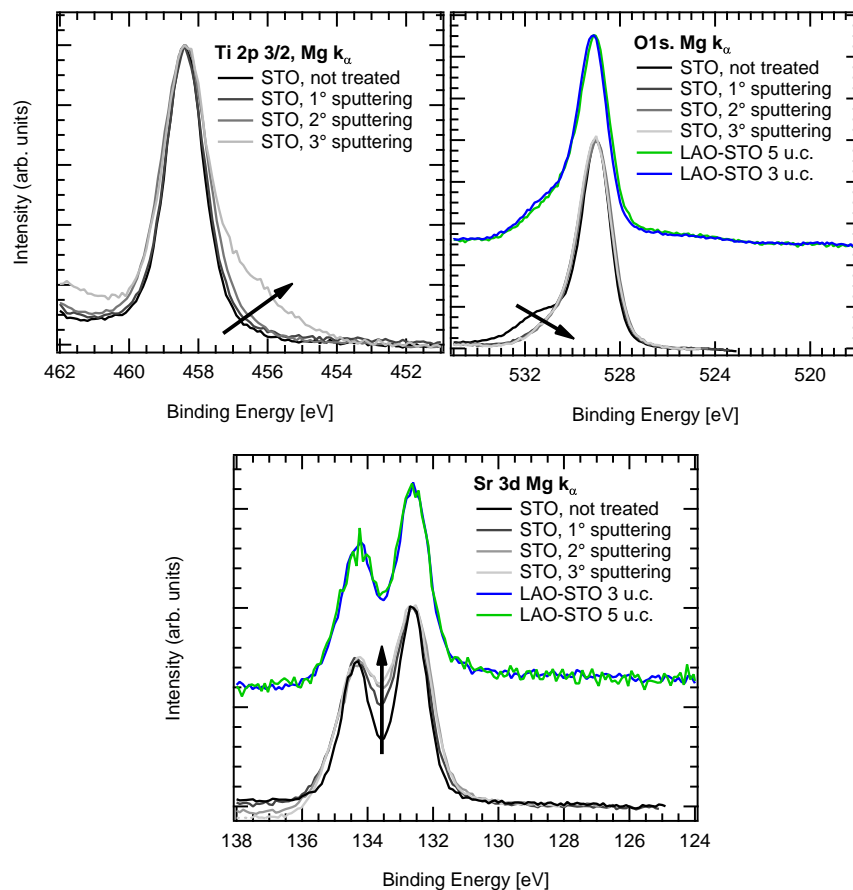 Ti 2p 3/2, Mg kα
STO, not treated
STO, 1° sputtering
STO, 2° sputtering
STO, 3° sputtering
Intensity (arb. units)
462 460 458 456 454 452
Binding Energy [eV]
O1s. Mg kα
STO, not treated
STO, 1° sputtering
STO, 2° sputtering
STO, 3° sputtering
LAO-STO 5 u.c.
LAO-STO 3 u.c.
532 528 524 520
Binding Energy [eV]
Sr 3d Mg kα
STO, not treated
STO, 1° sputtering
STO, 2° sputtering
STO, 3° sputtering
LAO-STO 3 u.c.
LAO-STO 5 u.c.
Intensity (arb. units)
138 136 134 132 130 128 126 124
Binding Energy [eV]